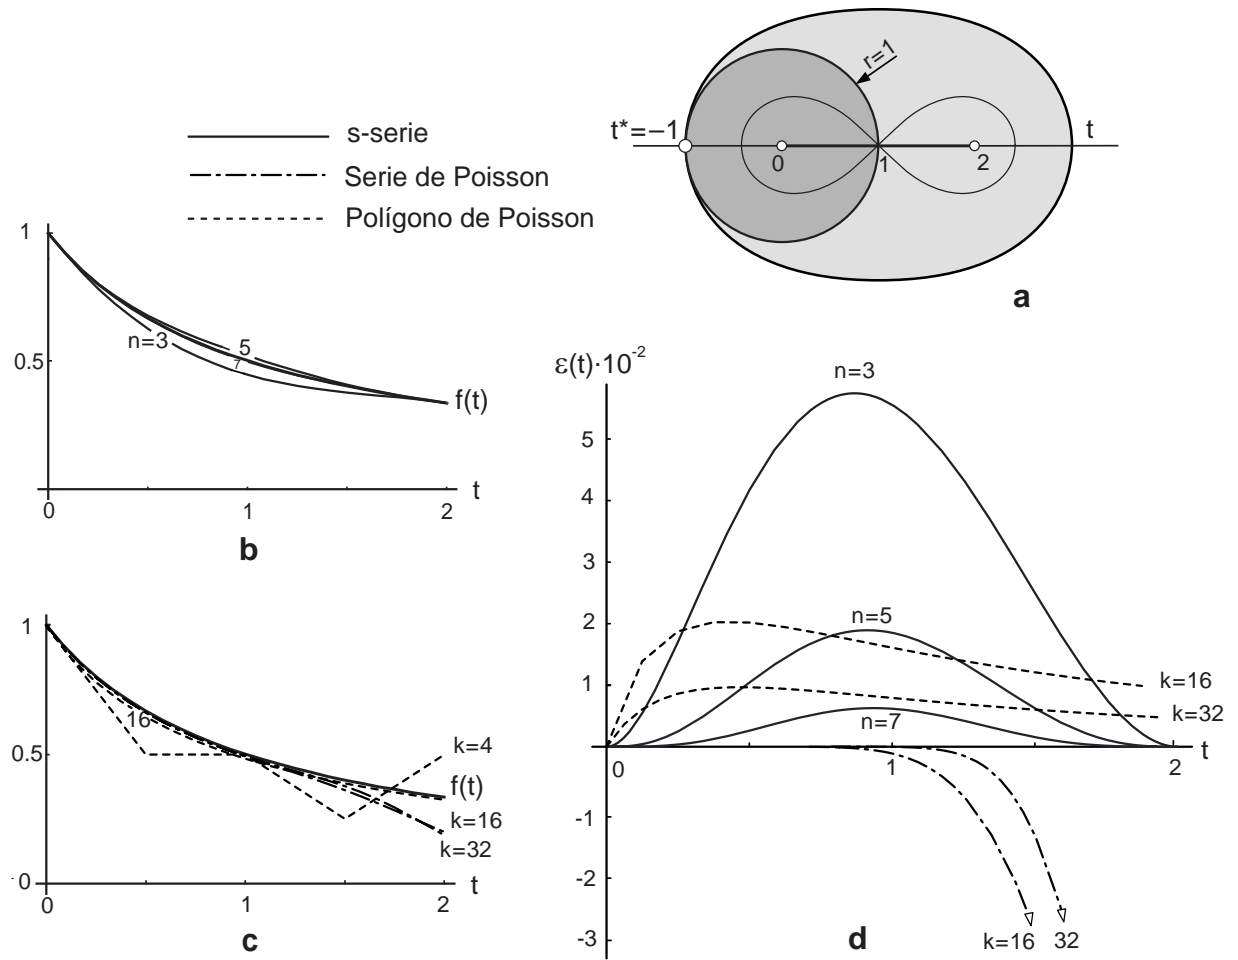 s-serie
Serie de Poisson
Polígono de Poisson
r=1
t*=−1
t
0
1
2
a
1
0.5
n=3
5
7
f(t)
t
0
1
2
b
1
0.5
0
16
k=4
f(t)
k=16
k=32
t
0
1
2
c
ε(t)·10-2
n=3
5
4
3
2
1
n=5
n=7
k=16
k=32
t
0
1
2
-1
-2
-3
k=16 32
d